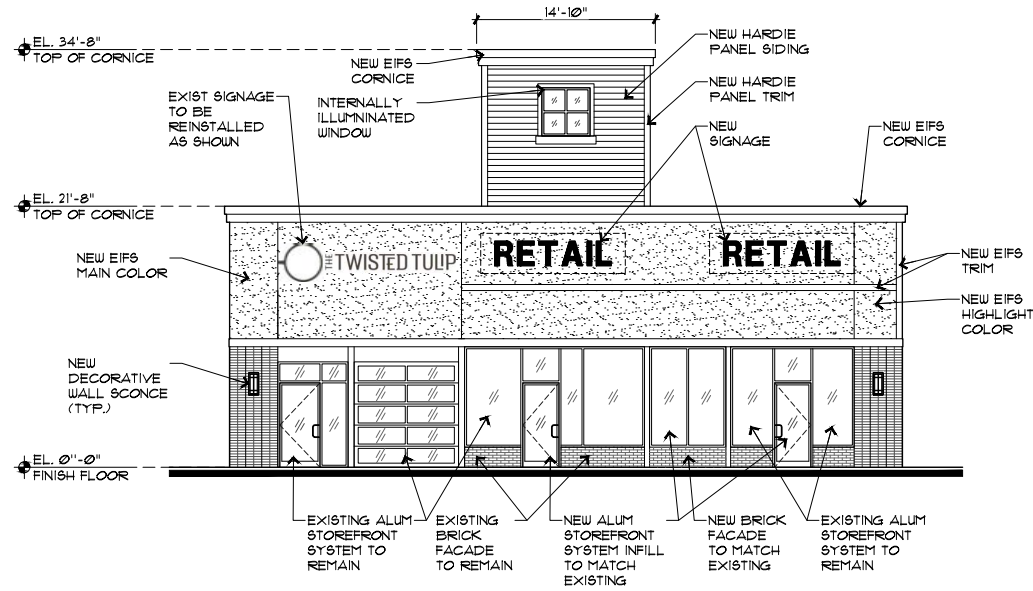 14'-10"
EL. 34'-8"
TOP OF CORNICE
NEW EIFS
CORNICE
NEW HARDIE
PANEL SIDING
EXIST SIGNAGE
TO BE
REINSTALLED
AS SHOWN
INTERNALLY
ILLUMNINATED
WINDOW
NEW HARDIE
PANEL TRIM
NEW
SIGNAGE
NEW EIFS
CORNICE
EL. 21'-8"
TOP OF CORNICE
NEW EIFS
MAIN COLOR
THE TWISTED TULIP
RETAIL
RETAIL
NEW EIFS
TRIM
NEW EIFS
HIGHLIGHT
COLOR
NEW
DECORATIVE
WALL SCONCE
(TYP.)
EL. 0"-0"
FINISH FLOOR
EXISTING ALUM
STOREFRONT
SYSTEM TO
REMAIN
EXISTING
BRICK
FACADE
TO REMAIN
NEW ALUM
STOREFRONT
SYSTEM INFILL
TO MATCH
EXISTING
NEW BRICK
FACADE
TO MATCH
EXISTING
EXISTING ALUM
STOREFRONT
SYSTEM TO
REMAIN